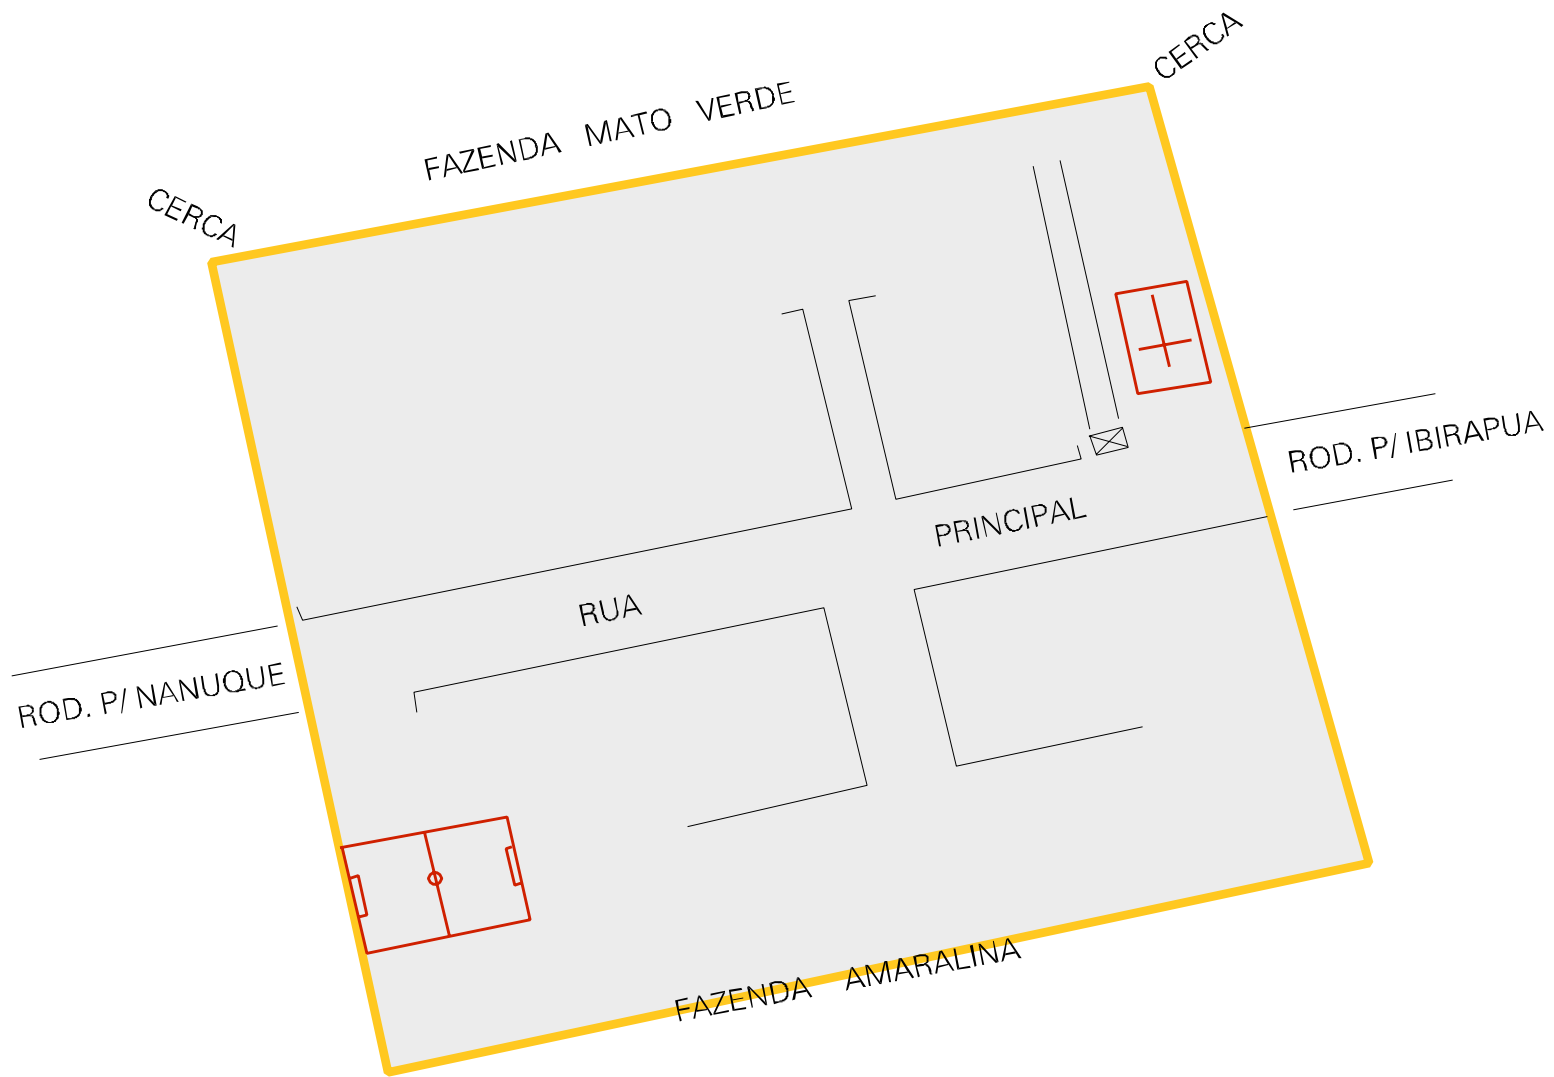 CERCA
FAZENDA MATO VERDE
CERCA
ROD. P/ IBIRAPUA
PRINCIPAL
RUA
ROD. P/ NANUQUE
FAZENDA AMARALINA